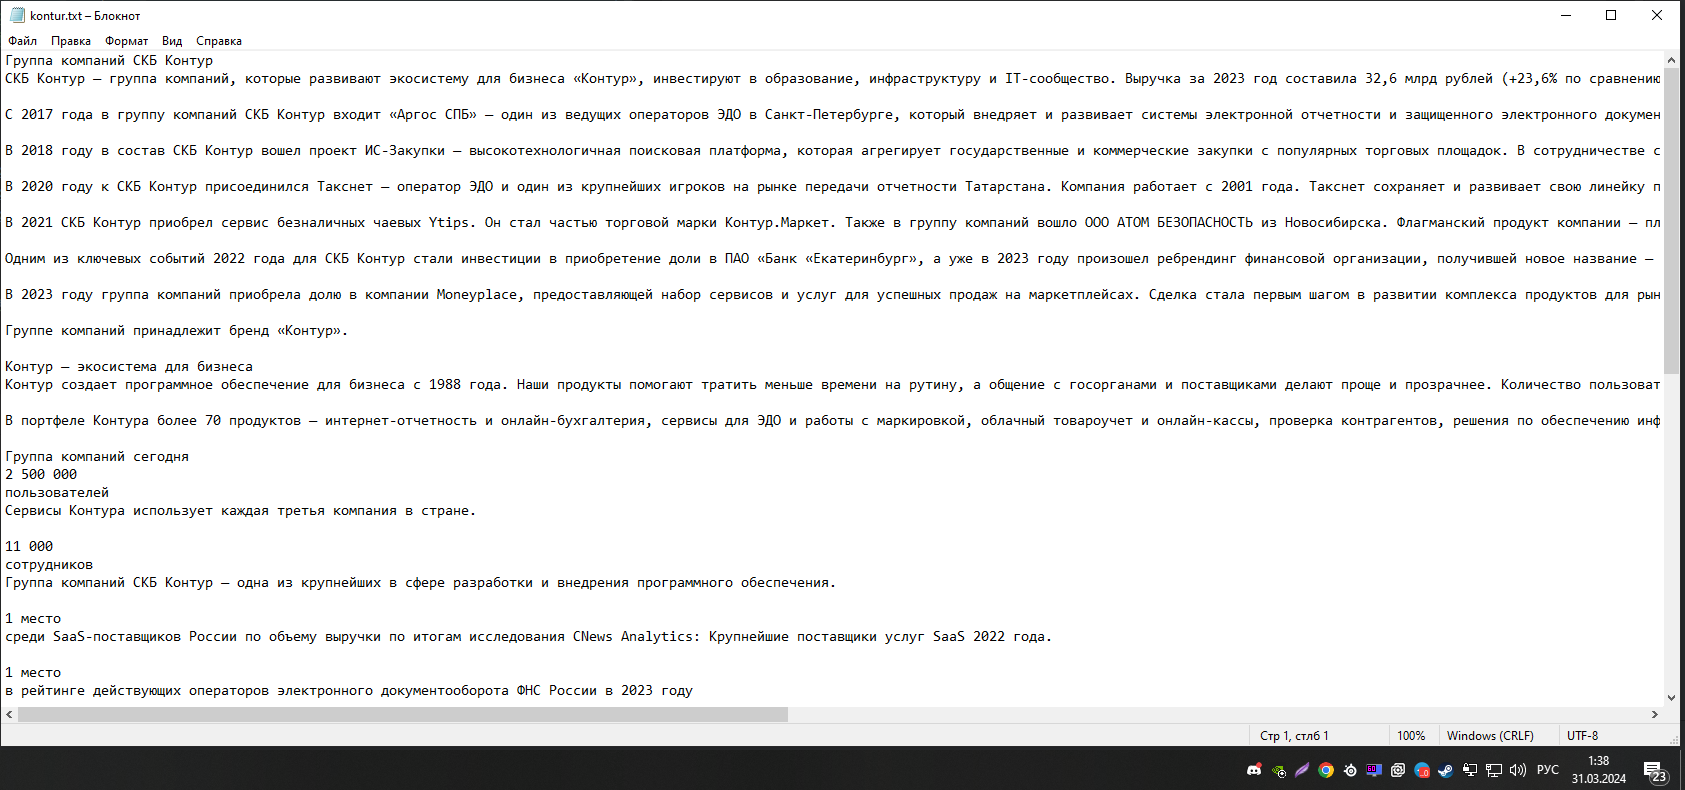 kontur.txt – Блокнот
Файл Правка Формат Вид Справка
Группа компаний СКБ Контур
СКБ Контур — группа компаний, которые развивают экосистему для бизнеса «Контур», инвестируют в образование, инфраструктуру и IT-сообщество. Выручка за 2023 год составила 32,6 млрд рублей (+23,6% по сравнению
С 2017 года в группу компаний СКБ Контур входит «Аргос СПБ» — один из ведущих операторов ЭДО в Санкт-Петербурге, который внедряет и развивает системы электронной отчетности и защищенного электронного докумен
В 2018 году в состав СКБ Контур вошел проект ИС-Закупки — высокотехнологичная поисковая платформа, которая агрегирует государственные и коммерческие закупки с популярных торговых площадок. В сотрудничестве с
В 2020 году к СКБ Контур присоединился Такснет — оператор ЭДО и один из крупнейших игроков на рынке передачи отчетности Татарстана. Компания работает с 2001 года. Такснет сохраняет и развивает свою линейку п
В 2021 СКБ Контур приобрел сервис безналичных чаевых Ytips. Он стал частью торговой марки Контур.Маркет. Также в группу компаний вошло ООО АТОМ БЕЗОПАСНОСТЬ из Новосибирска. Флагманский продукт компании — пл
Одним из ключевых событий 2022 года для СКБ Контур стали инвестиции в приобретение доли в ПАО «Банк «Екатеринбург», а уже в 2023 году произошел ребрендинг финансовой организации, получившей новое название —
В 2023 году группа компаний приобрела долю в компании Moneyplace, предоставляющей набор сервисов и услуг для успешных продаж на маркетплейсах. Сделка стала первым шагом в развитии комплекса продуктов для рын
Группе компаний принадлежит бренд «Контур».
Контур — экосистема для бизнеса
Контур создает программное обеспечение для бизнеса с 1988 года. Наши продукты помогают тратить меньше времени на рутину, а общение с госорганами и поставщиками делают проще и прозрачнее. Количество пользоват
В портфеле Контура более 70 продуктов — интернет-отчетность и онлайн-бухгалтерия, сервисы для ЭДО и работы с маркировкой, облачный товароучет и онлайн-кассы, проверка контрагентов, решения по обеспечению инф
Группа компаний сегодня
2 500 000
пользователей
Сервисы Контура использует каждая третья компания в стране.
11 000
сотрудников
Группа компаний СКБ Контур — одна из крупнейших в сфере разработки и внедрения программного обеспечения.
1 место
среди SaaS-поставщиков России по объему выручки по итогам исследования CNews Analytics: Крупнейшие поставщики услуг SaaS 2022 года.
1 место
в рейтинге действующих операторов электронного документооборота ФНС России в 2023 году
Стр 1, стлб 1 100% Windows (CRLF) UTF-8
РУС 1:38
31.03.2024 23